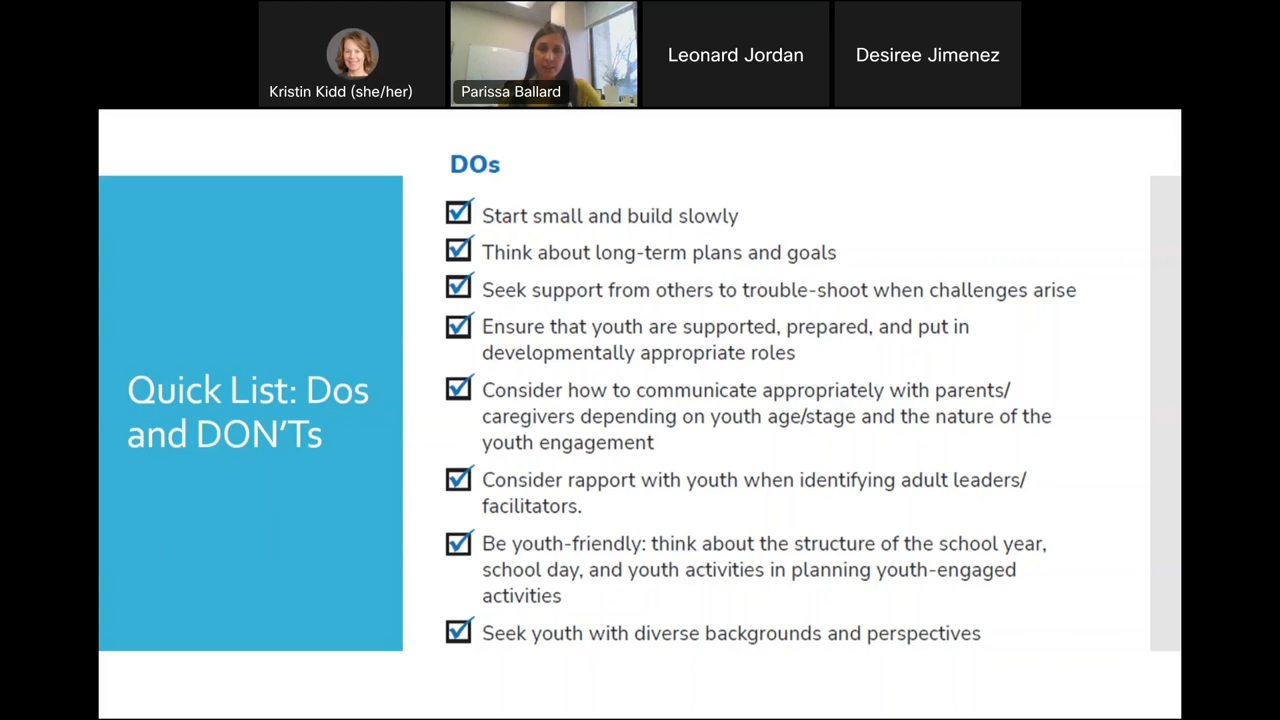 Kristin Kidd (she/her)
Parissa Ballard
Leonard Jordan
Desiree Jimenez
Quick List: Dos
and DON'Ts
DOs
Start small and build slowly
Think about long-term plans and goals
Seek support from others to trouble-shoot when challenges arise
Ensure that youth are supported, prepared, and put in
developmentally appropriate roles
Consider how to communicate appropriately with parents/
caregivers depending on youth age/stage and the nature of the
youth engagement
Consider rapport with youth when identifying adult leaders/
facilitators.
Be youth-friendly: think about the structure of the school year,
school day, and youth activities in planning youth-engaged
activities
Seek youth with diverse backgrounds and perspectives